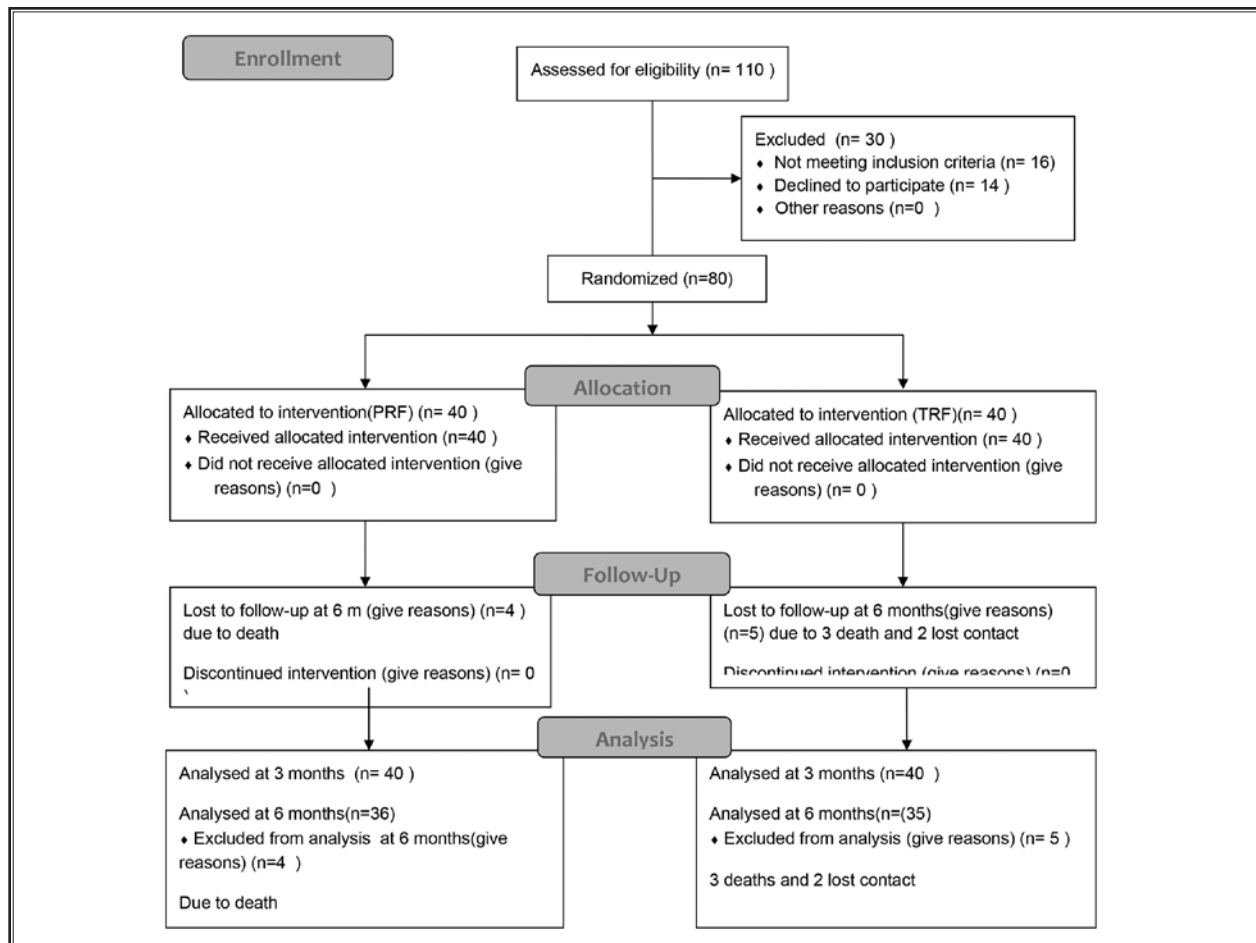 Enrollment
Assessed for eligibility (n= 110 )
Excluded (n= 30 )
♦ Not meeting inclusion criteria (n= 16)
♦ Declined to participate (n= 14 )
♦ Other reasons (n=0 )
Randomized (n=80)
Allocation
Allocated to intervention(PRF) (n= 40 )
♦ Received allocated intervention (n=40 )
♦ Did not receive allocated intervention (give
reasons) (n=0 )
Allocated to intervention (TRF)(n= 40 )
♦ Received allocated intervention (n= 40 )
♦ Did not receive allocated intervention (give
reasons) (n= 0 )
Follow-Up
Lost to follow-up at 6 m (give reasons) (n=4 )
due to death
Discontinued intervention (give reasons) (n= 0
)
Lost to follow-up at 6 months(give reasons)
(n=5) due to 3 death and 2 lost contact
Discontinued intervention (give reasons) (n=0
Analysis
Analysed at 3 months (n= 40 )
Analysed at 6 months(n=36)
♦ Excluded from analysis at 6 months(give
reasons) (n=4 )
Due to death
Analysed at 3 months (n=40 )
Analysed at 6 months(n=(35)
♦ Excluded from analysis (give reasons) (n= 5 )
3 deaths and 2 lost contact